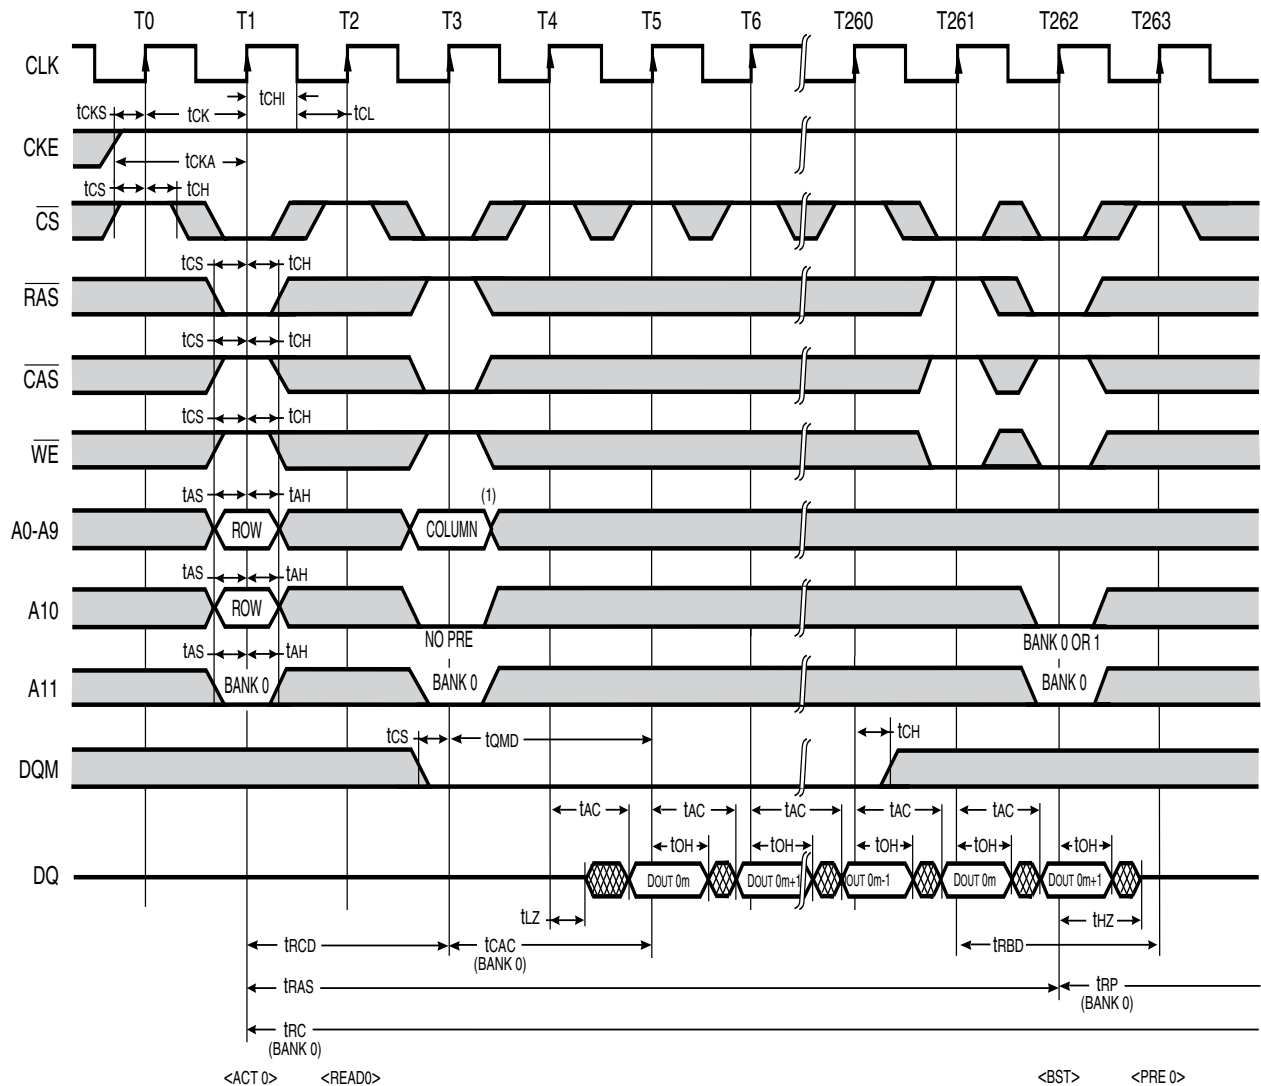 T0 T1 T2 T3 T4 T5 T6 T260 T261 T262 T263
CLK
tCHI
tCKS tCK tCL
CKE
tCKA
tCS tCH
CS
tCS tCH
RAS
tCS tCH
CAS
tCS tCH
WE
tAS tAH (1)
A0-A9 ROW COLUMN
tAS tAH
A10 ROW
NO PRE BANK 0 OR 1
tAS tAH
A11 BANK 0 BANK 0 BANK 0
tCS tQMD tCH
DQM
tAC tAC tAC tAC tAC
tOH tOH tOH tOH tOH
DQ DOUT 0m DOUT 0m+1 OUT 0m-1 DOUT 0m DOUT 0m+1
tLZ tHZ
tRCD tCAC tRBD
(BANK 0)
tRAS tRP
(BANK 0)
tRC
(BANK 0)
<ACT 0> <READ0> <BST> <PRE 0>